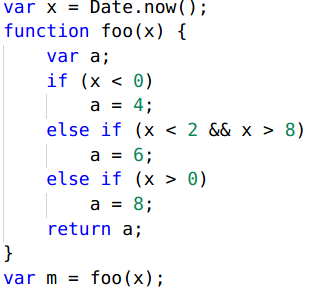 var x = Date.now();
function foo(x) {
    var a;
    if (x < 0)
        a = 4;
    else if (x < 2 && x > 8)
        a = 6;
    else if (x > 0)
        a = 8;
    return a;
}
var m = foo(x);